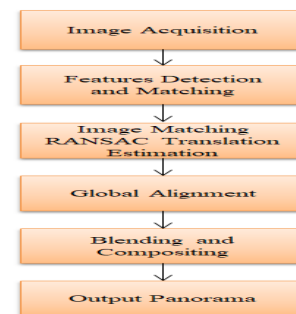 Image Acquisition
Features Detection
and Matching
Image Matching
RANSAC Translation
Estimation
Global Alignment
Blending and
Compositing
Output Panorama